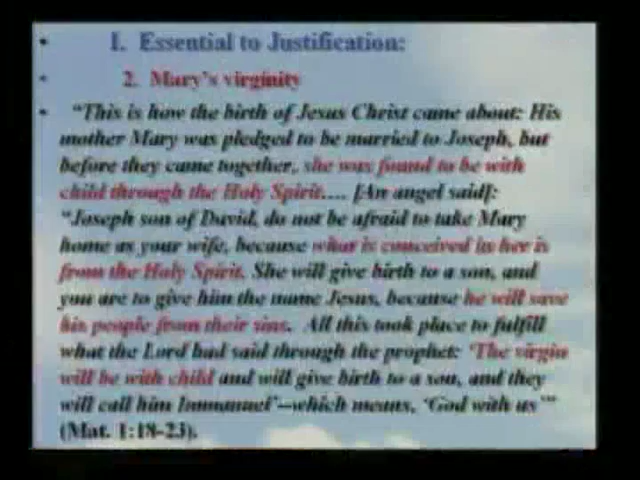 • I. Essential to Justification:
• 2. Mary's virginity
• "This is how the birth of Jesus Christ came about: His
mother Mary was pledged to be married to Joseph, but
before they came together, she was found to be with
child through the Holy Spirit.… [An angel said]:
"Joseph son of David, do not be afraid to take Mary
home as your wife, because what is conceived in her is
from the Holy Spirit. She will give birth to a son, and
you are to give him the name Jesus, because he will save
his people from their sins. All this took place to fulfill
what the Lord had said through the prophet: 'The virgin
will be with child and will give birth to a son, and they
will call him Immanuel'--which means, 'God with us'"
(Mat. 1:18-23).